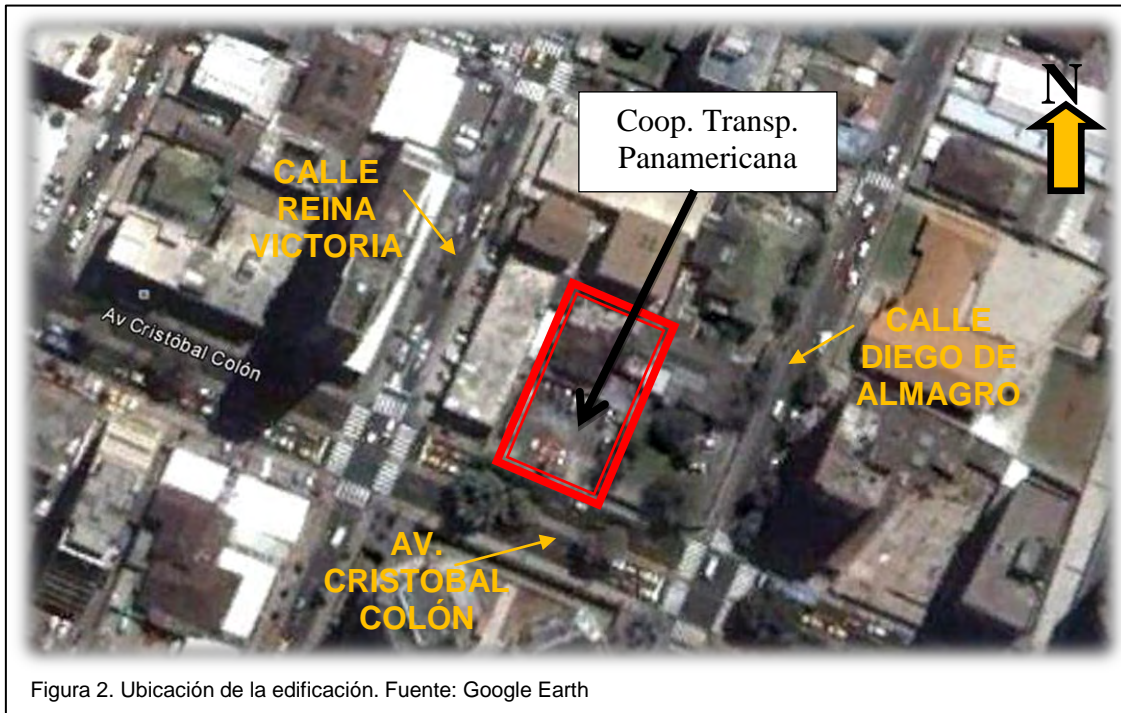 N
Coop. Transp.
Panamericana
CALLE
REINA
VICTORIA
Av Cristóbal Colón
CALLE
DIEGO DE
ALMAGRO
AV.
CRISTOBAL
COLÓN
Figura 2. Ubicación de la edificación. Fuente: Google Earth